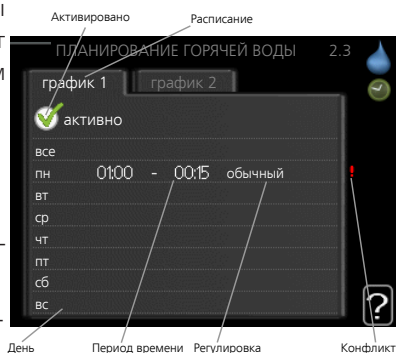 Активировано
Расписание
ПЛАНИРОВАНИЕ ГОРЯЧЕЙ ВОДЫ 2.3
график 1 график 2
активно
все
пн 01:00 - 00:15 обычный !
вт
ср
чт
пт
сб
вс
?
День Период времени Регулировка Конфликт